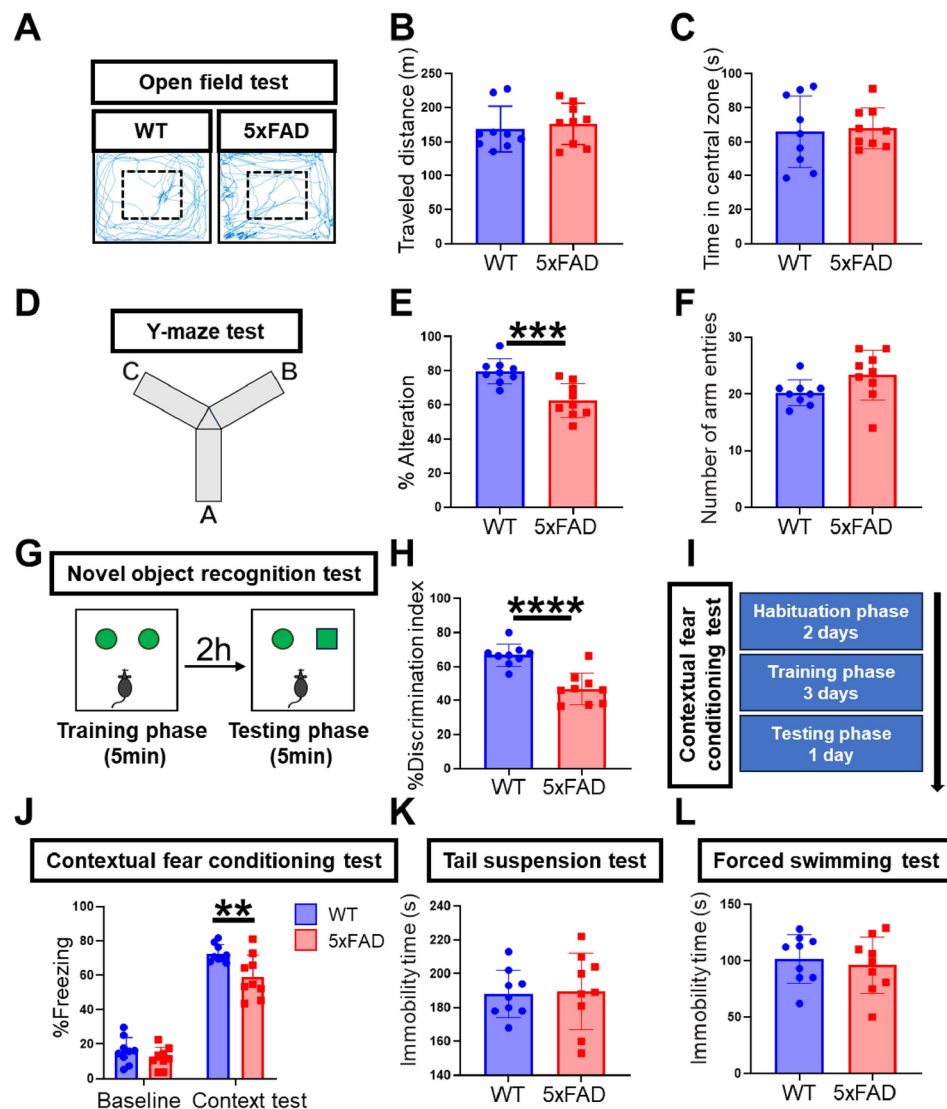 A
Open field test
WT
5xFAD
B
Traveled distance (m)
250
200
150
100
50
0
WT
5xFAD
C
Time in central zone (s)
100
80
60
40
20
0
WT
5xFAD
D
Y-maze test
C
B
A
E
% Alteration
100
80
60
40
20
0
***
WT
5xFAD
F
Number of arm entries
30
20
10
0
WT
5xFAD
G
Novel object recognition test
2h
Training phase
(5min)
Testing phase
(5min)
H
%Discrimination index
100
80
60
40
20
0
****
WT
5xFAD
I
Contextual fear
conditioning test
Habituation phase
2 days
Training phase
3 days
Testing phase
1 day
J
Contextual fear conditioning test
%Freezing
100
80
60
40
20
0
**
WT
5xFAD
Baseline
Context test
K
Tail suspension test
Immobility time (s)
240
220
200
180
160
140
WT
5xFAD
L
Forced swimming test
Immobility time (s)
150
100
50
0
WT
5xFAD